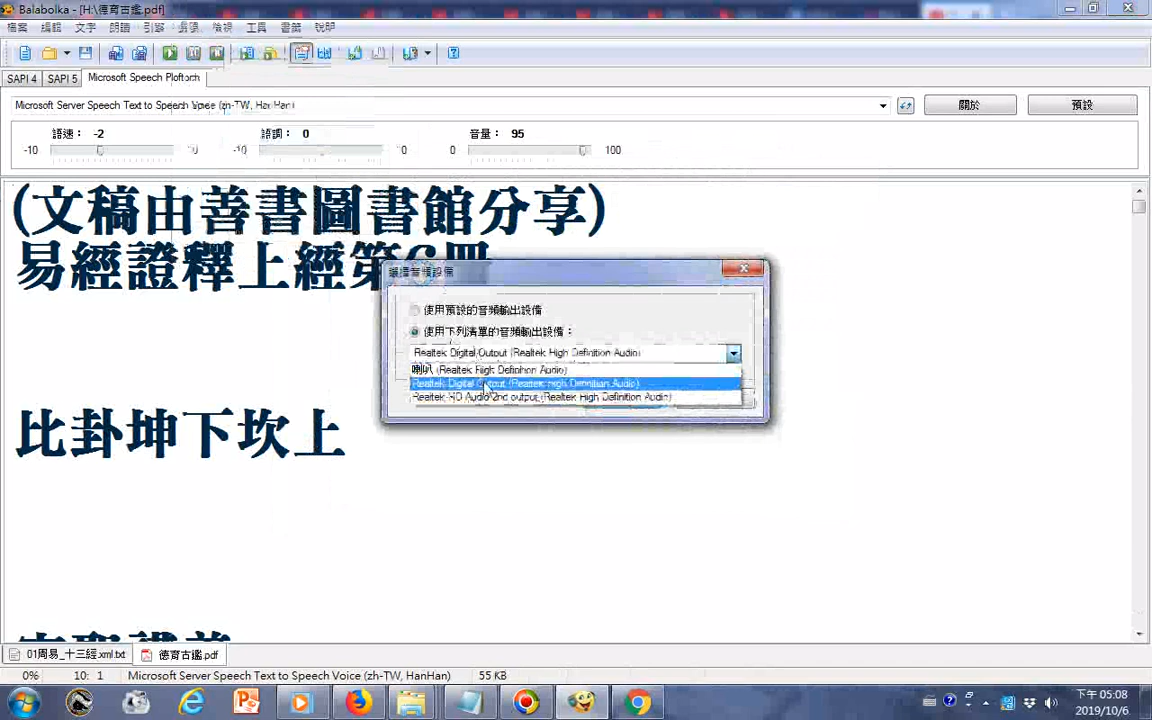 Balabolka - [H:\德育古鑑.pdf]
檔案 編輯 文字 朗讀 引擎 選項 檢視 工具 書籤 說明
SAPI 4 SAPI 5 Microsoft Speech Platform
Microsoft Server Speech Text to Speech Voice (zh-TW, HanHan)
關於 預設
語速： -2 語調： 0 音量： 95
-10 10 -10 10 0 100
(文稿由善書圖書館分享)
易經證釋上經第6冊
選擇音頻設備
使用預設的音頻輸出設備
使用下列清單的音頻輸出設備：
Realtek Digital Output (Realtek High Definition Audio)
喇叭 (Realtek High Definition Audio)
Realtek Digital Output (Realtek High Definition Audio)
Realtek HD Audio 2nd output (Realtek High Definition Audio)
比卦坤下坎上
01周易_十三經.xml.txt 德育古鑑.pdf
0% 10: 1 Microsoft Server Speech Text to Speech Voice (zh-TW, HanHan) 55 KB
下午 05:08
2019/10/6